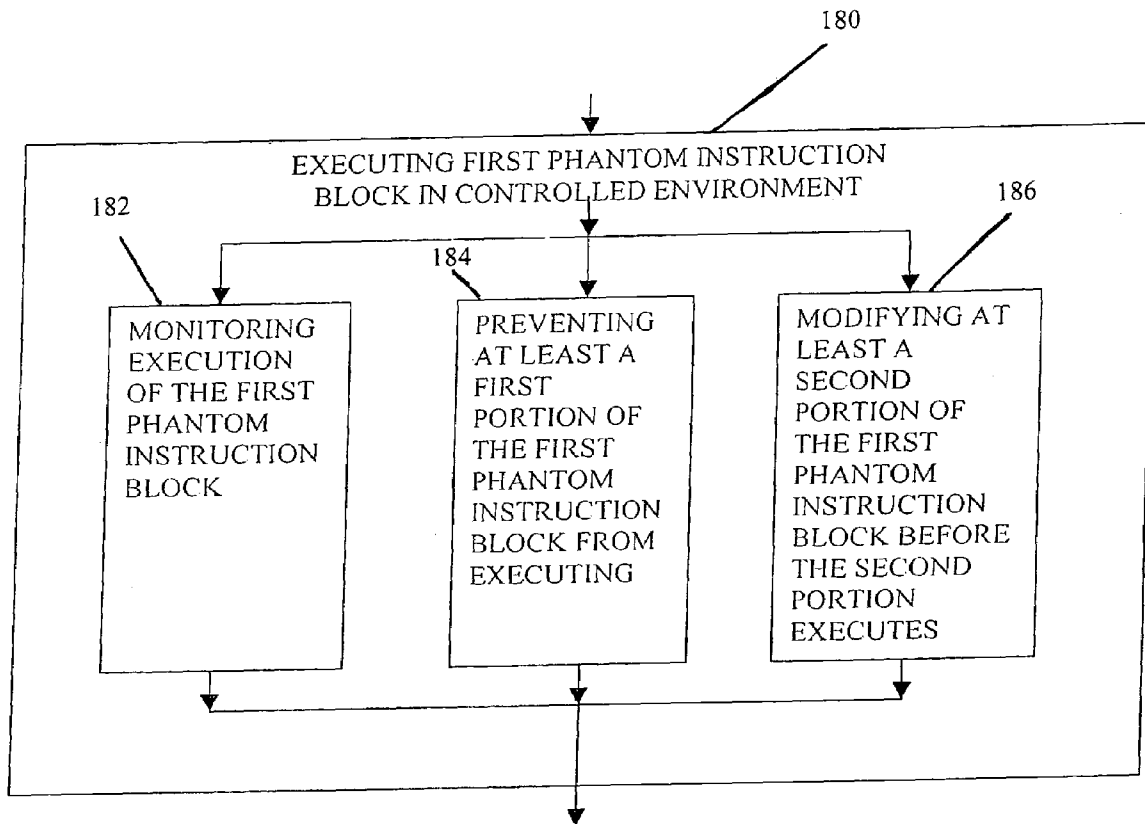 180
EXECUTING FIRST PHANTOM INSTRUCTION
BLOCK IN CONTROLLED ENVIRONMENT
182
186
184
MONITORING
EXECUTION
OF THE FIRST
PHANTOM
INSTRUCTION
BLOCK
PREVENTING
AT LEAST A
FIRST
PORTION OF
THE FIRST
PHANTOM
INSTRUCTION
BLOCK FROM
EXECUTING
MODIFYING AT
LEAST A
SECOND
PORTION OF
THE FIRST
PHANTOM
INSTRUCTION
BLOCK BEFORE
THE SECOND
PORTION
EXECUTES